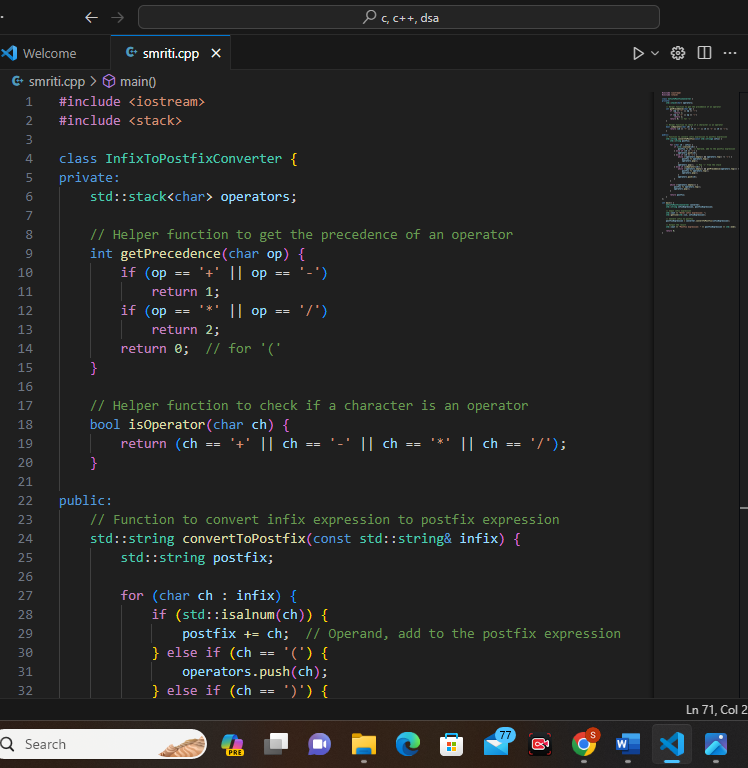 c, c++, dsa
Welcome
smriti.cpp
smriti.cpp > main()
1 #include <iostream>
2 #include <stack>
3
4 class InfixToPostfixConverter {
5 private:
6 std::stack<char> operators;
7
8 // Helper function to get the precedence of an operator
9 int getPrecedence(char op) {
10 if (op == '+' || op == '-')
11 return 1;
12 if (op == '*' || op == '/')
13 return 2;
14 return 0;  // for '('
15 }
16
17 // Helper function to check if a character is an operator
18 bool isOperator(char ch) {
19 return (ch == '+' || ch == '-' || ch == '*' || ch == '/');
20 }
21
22 public:
23 // Function to convert infix expression to postfix expression
24 std::string convertToPostfix(const std::string& infix) {
25 std::string postfix;
26
27 for (char ch : infix) {
28 if (std::isalnum(ch)) {
29 postfix += ch;  // Operand, add to the postfix expression
30 } else if (ch == '(') {
31 operators.push(ch);
32 } else if (ch == ')') {
Ln 71, Col 2
Search
PRE
77
S